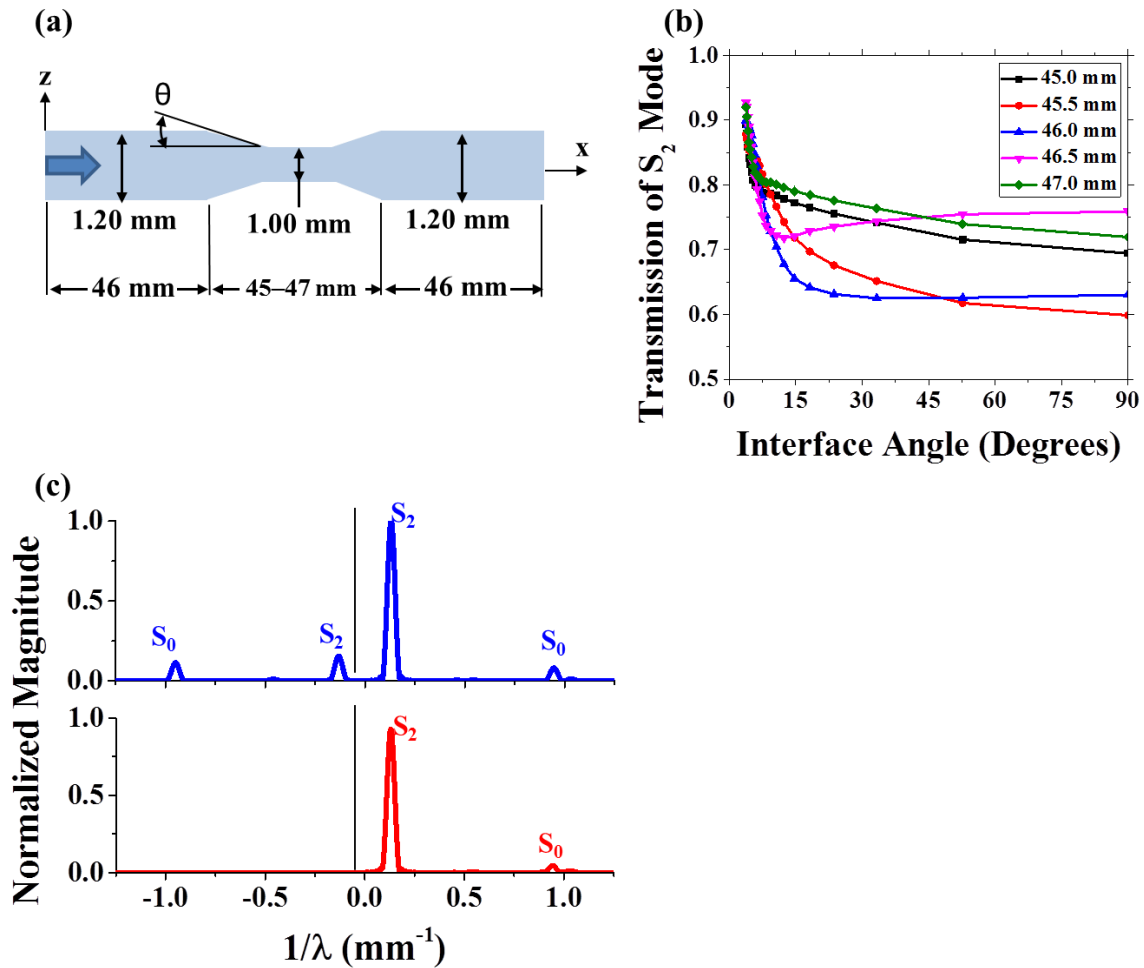 (a)
z
θ
x
1.20 mm
1.00 mm
1.20 mm
46 mm
45–47 mm
46 mm
(b)
Transmission of S₂ Mode
1.0
0.9
0.8
0.7
0.6
0.5
45.0 mm
45.5 mm
46.0 mm
46.5 mm
47.0 mm
0 15 30 45 60 75 90
Interface Angle (Degrees)
(c)
Normalized Magnitude
1.0
0.5
0.0
S₀
S₂
S₂
S₀
1.0
0.5
0.0
S₂
S₀
-1.0 -0.5 0.0 0.5 1.0
1/λ (mm⁻¹)